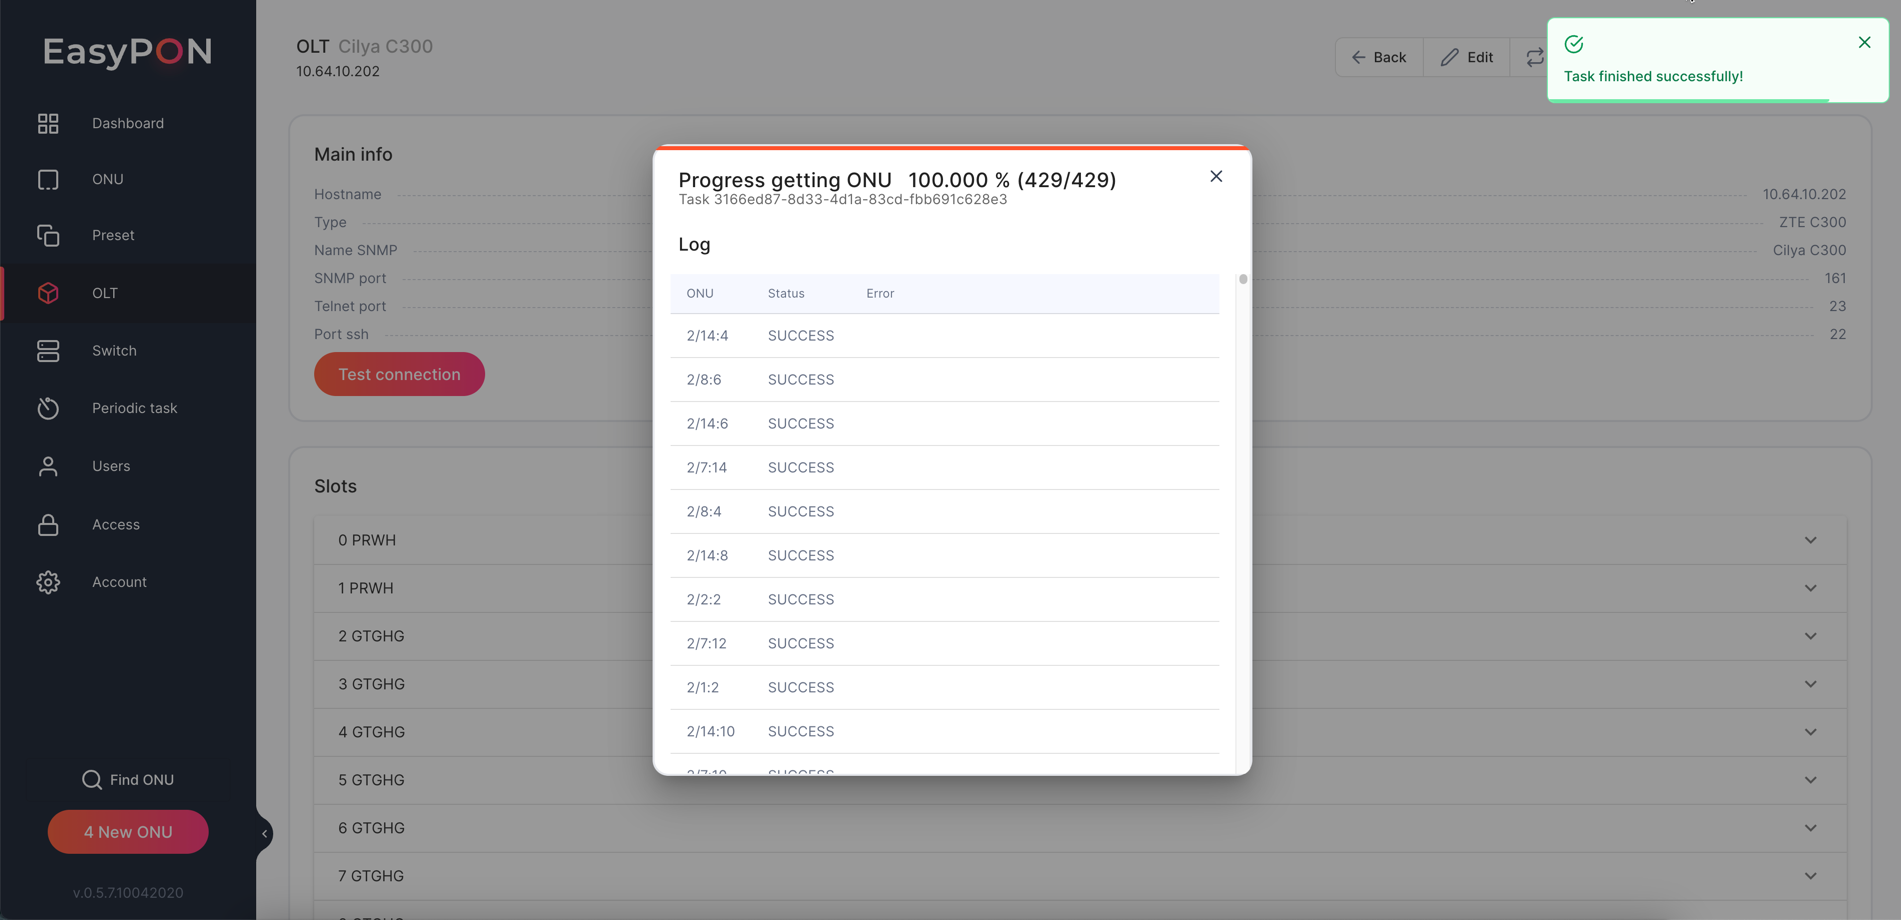 EasyPON
Dashboard
ONU
Preset
OLT
Switch
Periodic task
Users
Access
Account
Find ONU
4 New ONU
v.0.5.7.10042020
OLT Cilya C300
10.64.10.202
Back
Edit
Task finished successfully!
Main info
Hostname 10.64.10.202
Type ZTE C300
Name SNMP Cilya C300
SNMP port 161
Telnet port 23
Port ssh 22
Test connection
Slots
0 PRWH
1 PRWH
2 GTGHG
3 GTGHG
4 GTGHG
5 GTGHG
6 GTGHG
7 GTGHG
Progress getting ONU 100.000 % (429/429)
Task 3166ed87-8d33-4d1a-83cd-fbb691c628e3
Log
ONU Status Error
2/14:4 SUCCESS
2/8:6 SUCCESS
2/14:6 SUCCESS
2/7:14 SUCCESS
2/8:4 SUCCESS
2/14:8 SUCCESS
2/2:2 SUCCESS
2/7:12 SUCCESS
2/1:2 SUCCESS
2/14:10 SUCCESS
SUCCESS